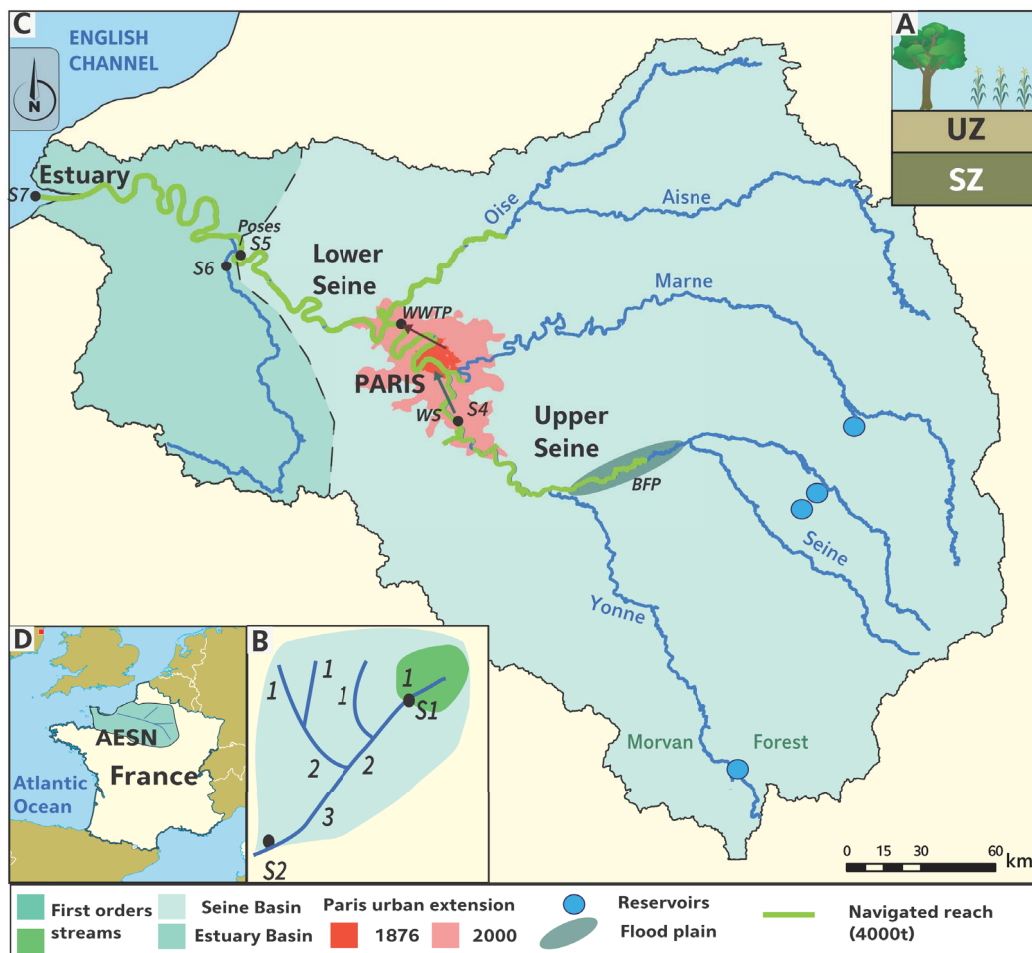 C
ENGLISH
CHANNEL
N
A
UZ
SZ
Estuary
S7
Poses
S5
S6
Lower
Seine
Oise
Aisne
Marne
WWTP
PARIS
WS
S4
Upper
Seine
BFP
Seine
Yonne
Morvan Forest
D
AESN
France
Atlantic
Ocean
B
1
1
1
1
S1
2
2
3
S2
0 15 30 60
km
First orders
streams
Seine Basin
Estuary Basin
Paris urban extension
1876
2000
Reservoirs
Flood plain
Navigated reach
(4000t)